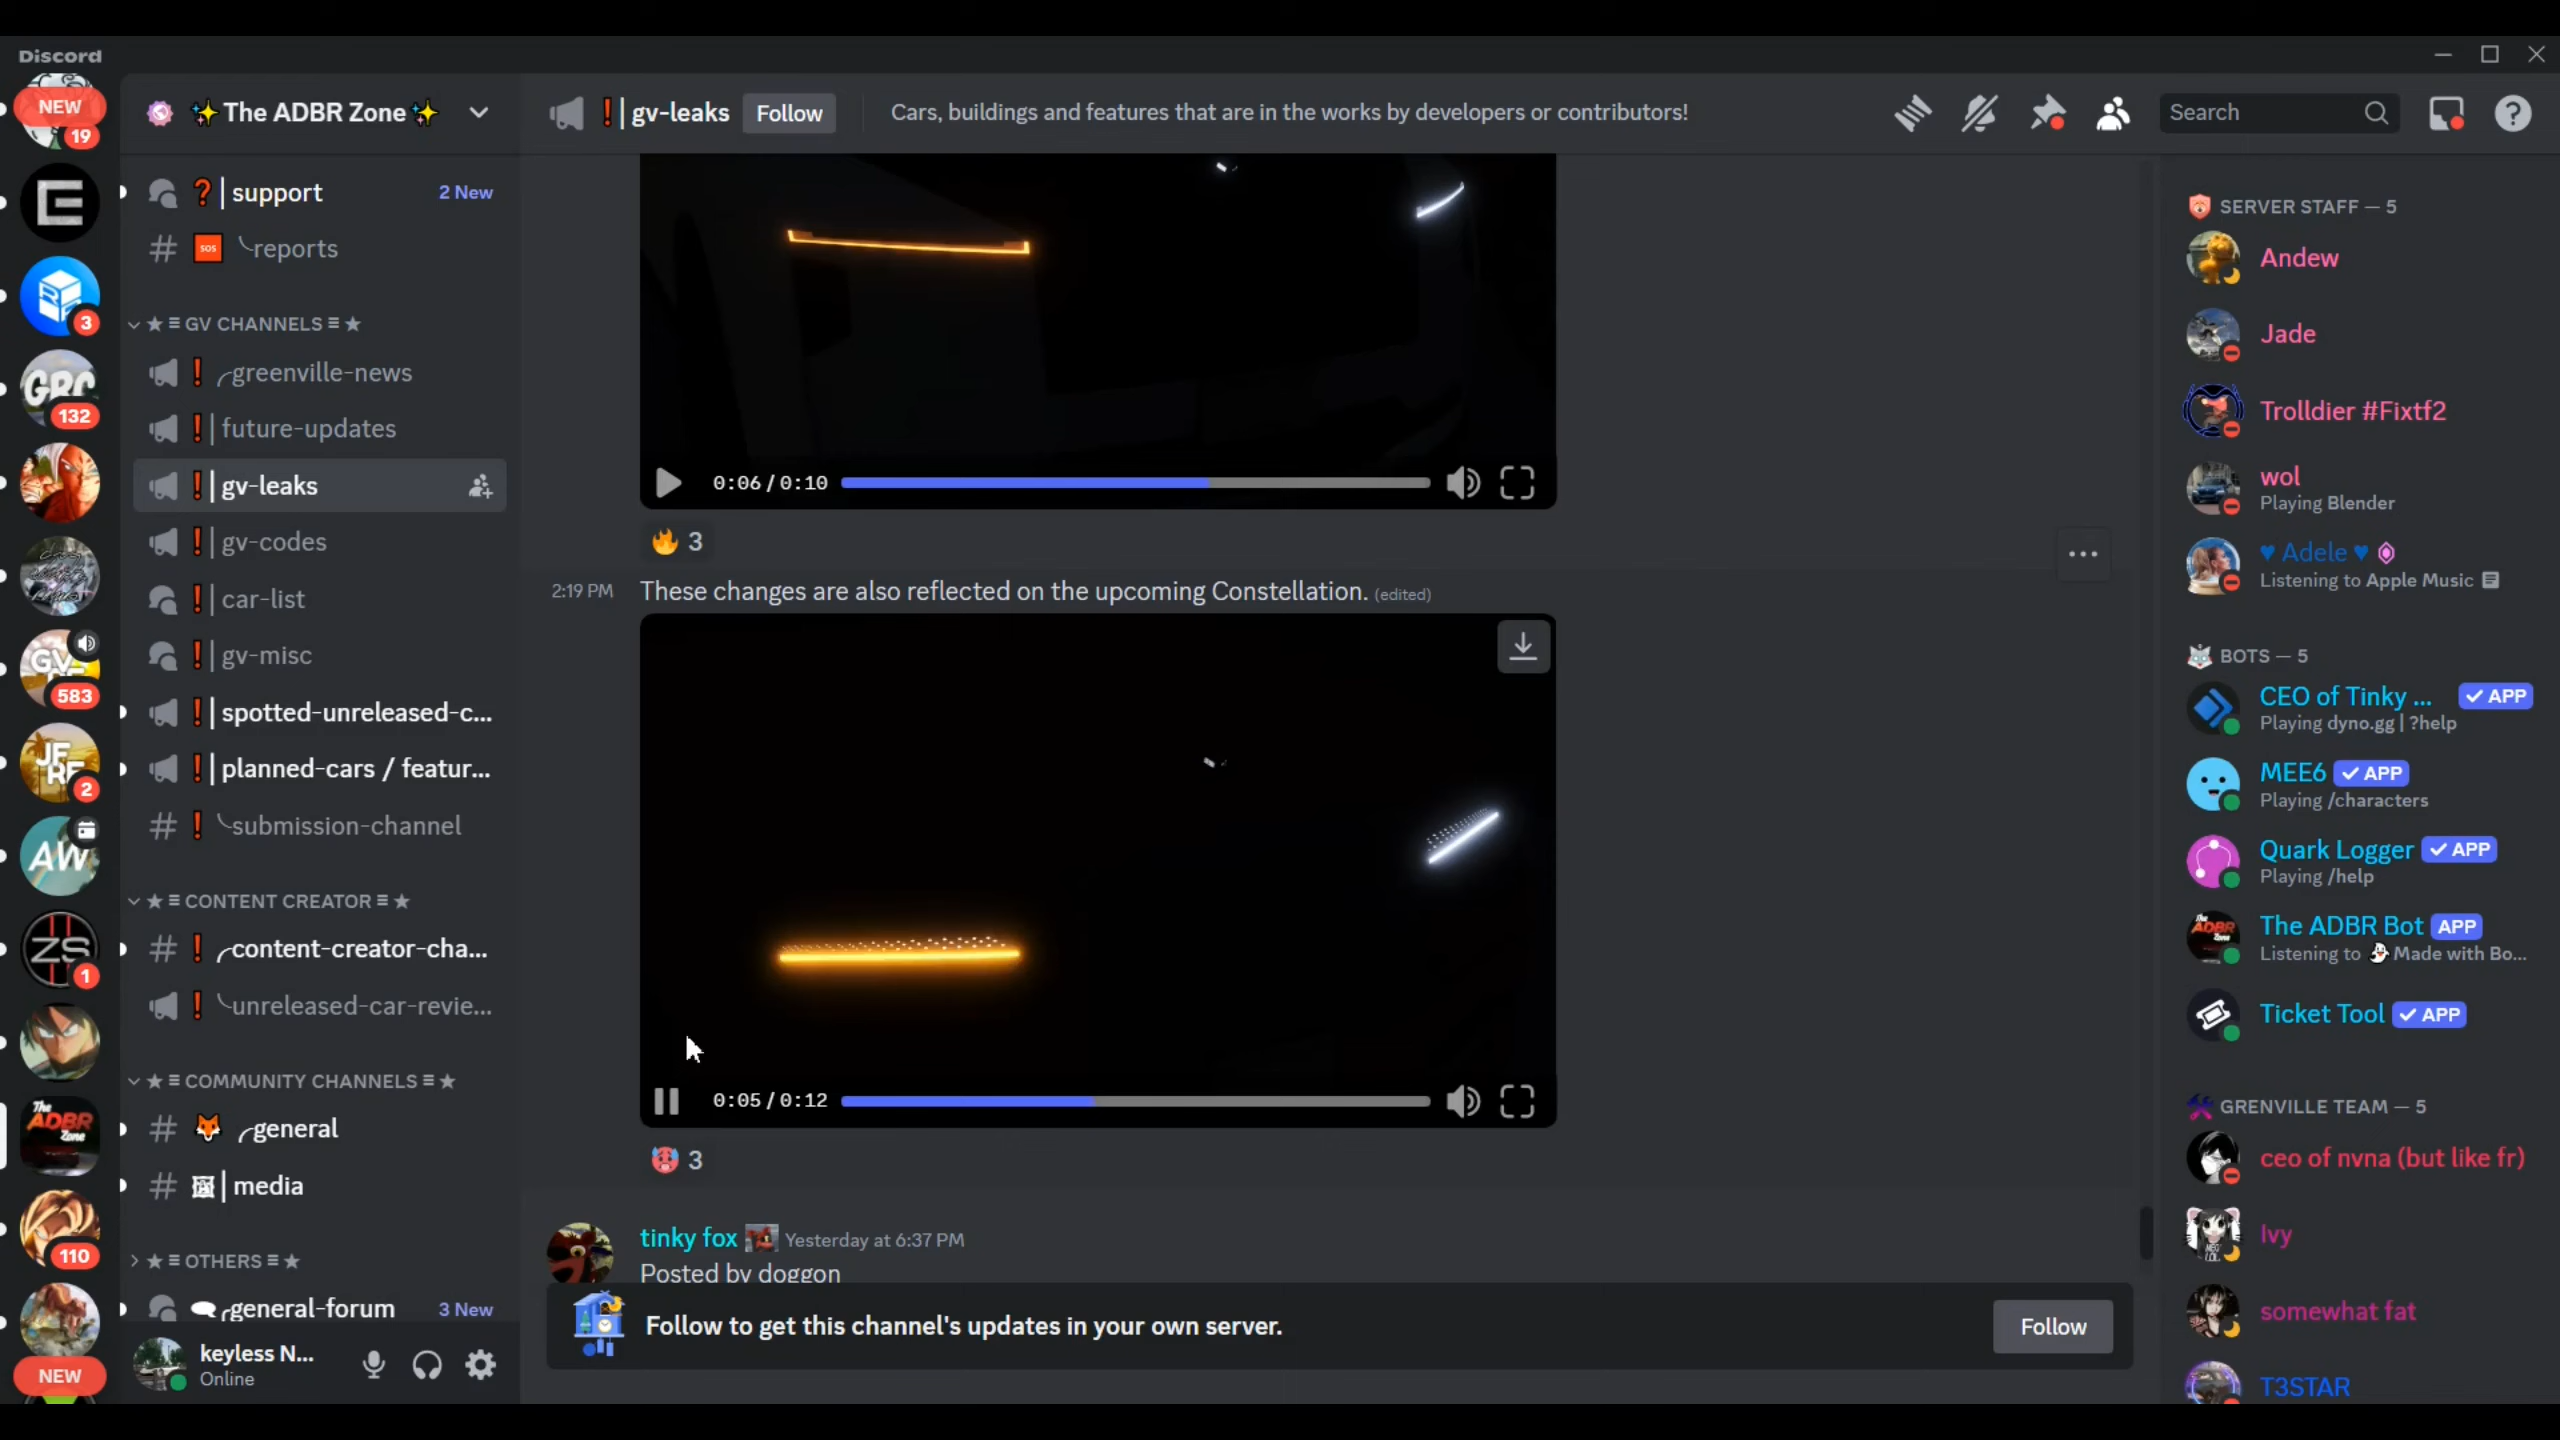 Discord
NEW
19
3
132
583
2
1
110
NEW
✨The ADBR Zone✨
❓| support
2 New
# 🆘 ╰reports
★ ≡ GV CHANNELS ≡ ★
❗╭greenville-news
❗| future-updates
❗| gv-leaks
❗| gv-codes
❗| car-list
❗| gv-misc
❗| spotted-unreleased-c...
❗| planned-cars / featur...
# ❗╰submission-channel
★ ≡ CONTENT CREATOR ≡ ★
# ❗╭content-creator-cha...
❗╰unreleased-car-revie...
★ ≡ COMMUNITY CHANNELS ≡ ★
# 🦊 ╭general
# | media
★ ≡ OTHERS ≡ ★
╭general-forum
3 New
keyless N...
Online
❗| gv-leaks
Follow
Cars, buildings and features that are in the works by developers or contributors!
Search
0:06 / 0:10
🔥 3
2:19 PM
These changes are also reflected on the upcoming Constellation. (edited)
0:05 / 0:12
🥵 3
tinky fox Yesterday at 6:37 PM
Posted by doggon
Follow to get this channel's updates in your own server.
Follow
SERVER STAFF — 5
Andew
Jade
Trolldier #Fixtf2
wol
Playing Blender
♥ Adele ♥
Listening to Apple Music
BOTS — 5
CEO of Tinky ... ✓ APP
Playing dyno.gg | ?help
MEE6 ✓ APP
Playing /characters
Quark Logger ✓ APP
Playing /help
The ADBR Bot APP
Listening to 👻Made with Bo...
Ticket Tool ✓ APP
GRENVILLE TEAM — 5
ceo of nvna (but like fr)
Ivy
somewhat fat
T3STAR
GV
JF
RF
AW
ZS
The
ADBR
Zone